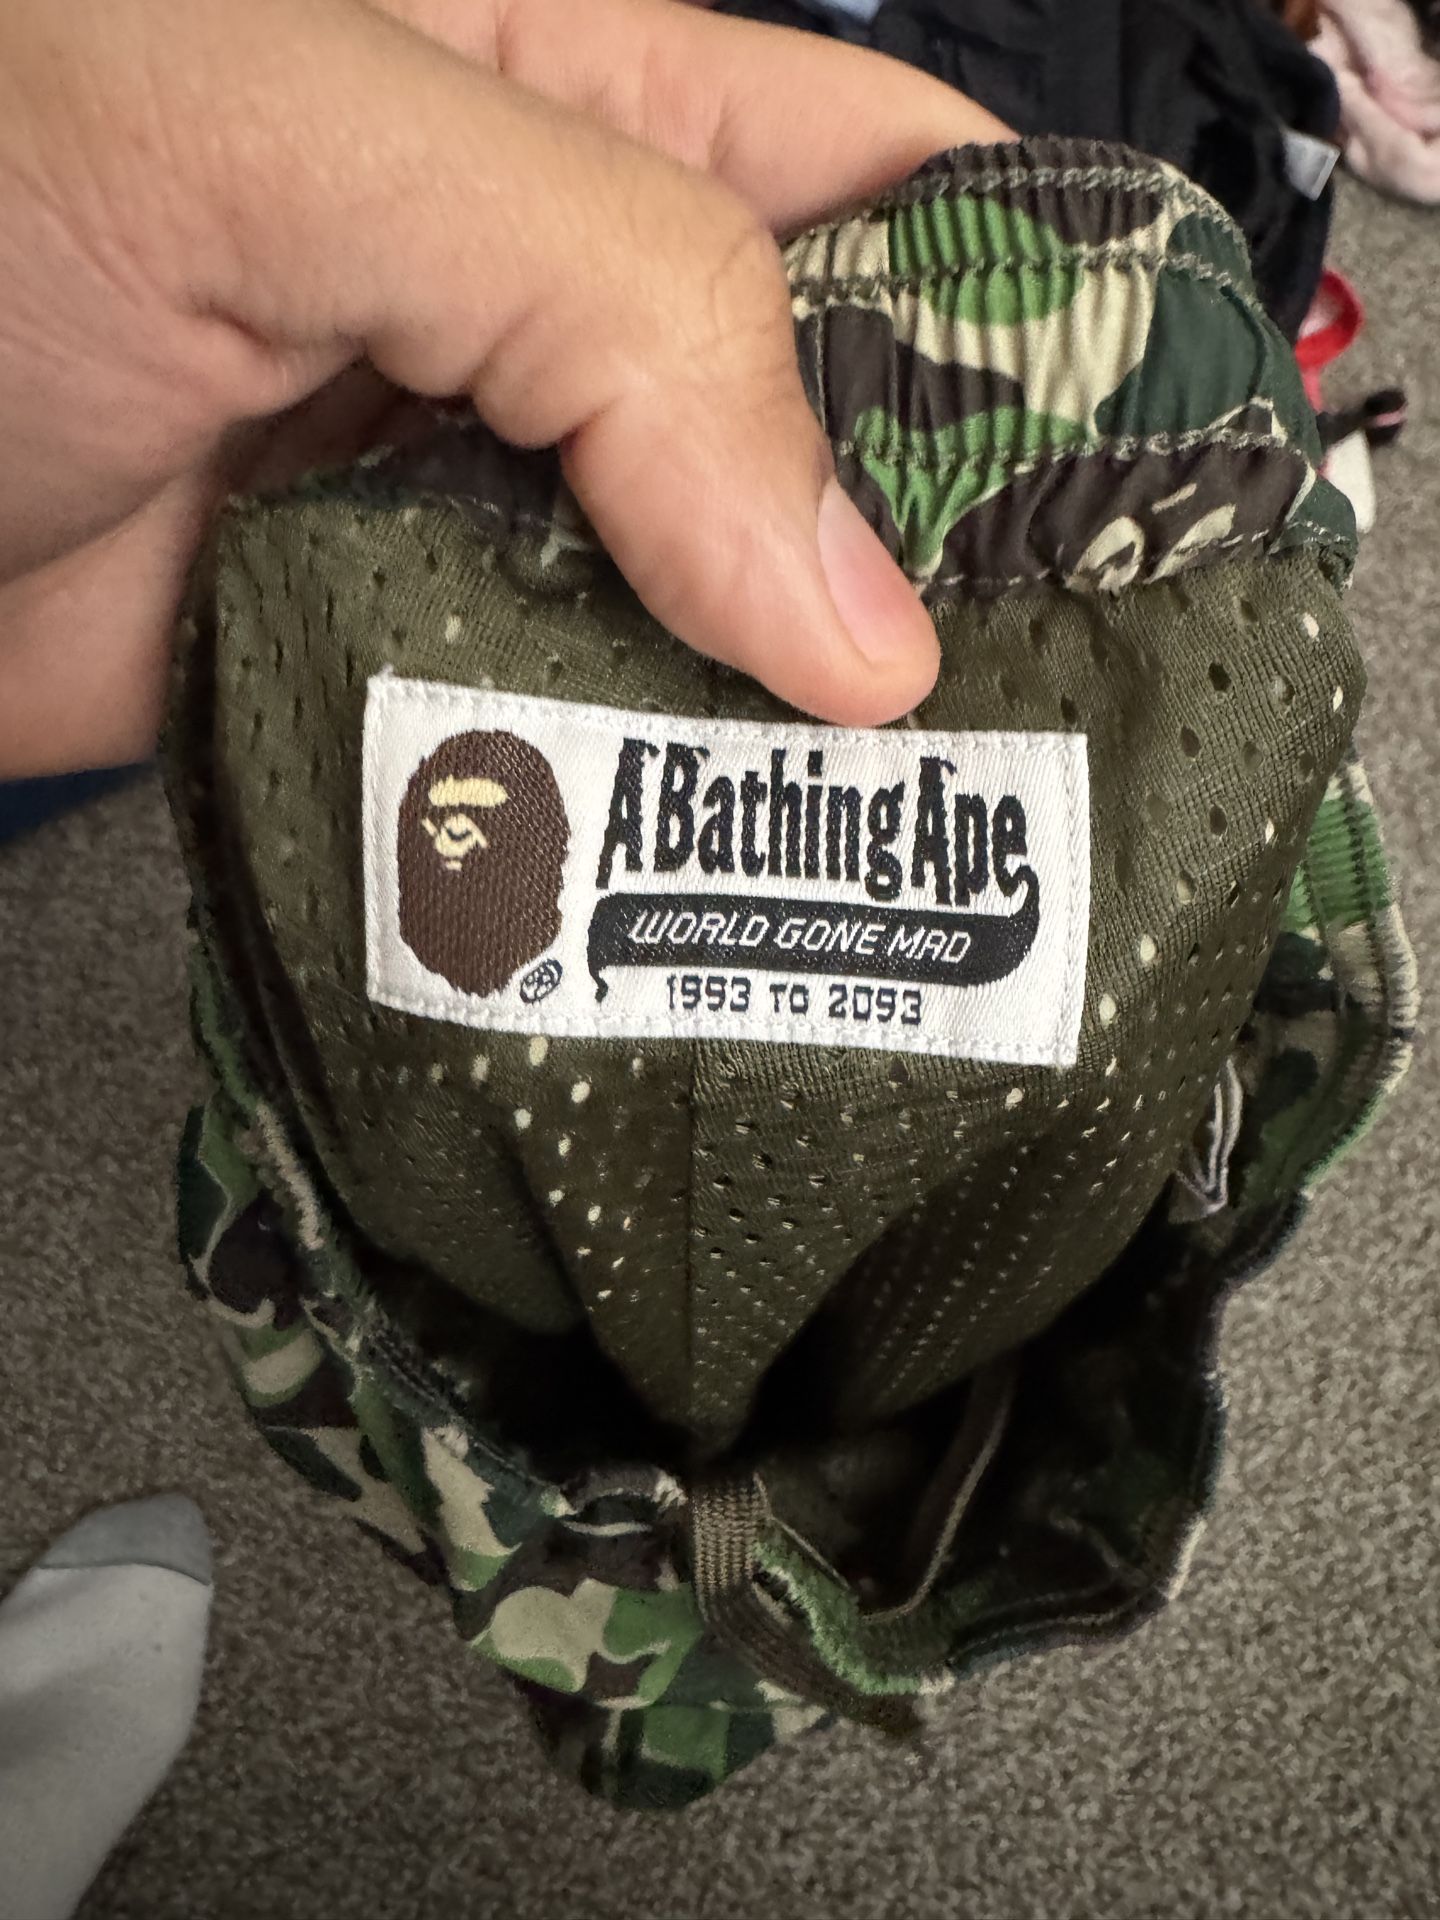 A Bathing Ape
WORLD GONE MAD
1993 TO 2093